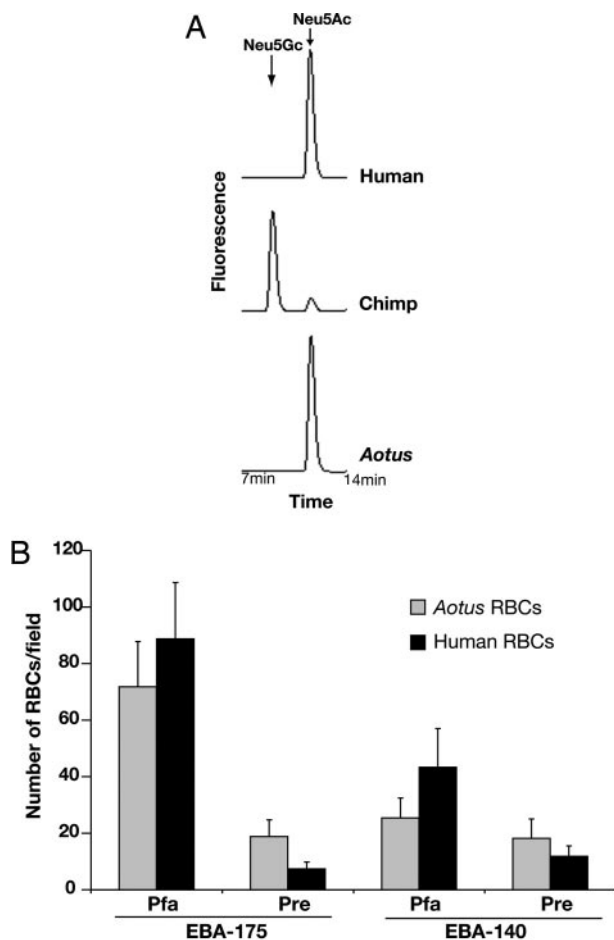 A
Neu5Ac
Neu5Gc
Human
Fluorescence
Chimp
Aotus
7min 14min
Time
B
120
100
80
60
40
20
0
Number of RBCs/field
Aotus RBCs
Human RBCs
Pfa Pre Pfa Pre
EBA-175 EBA-140